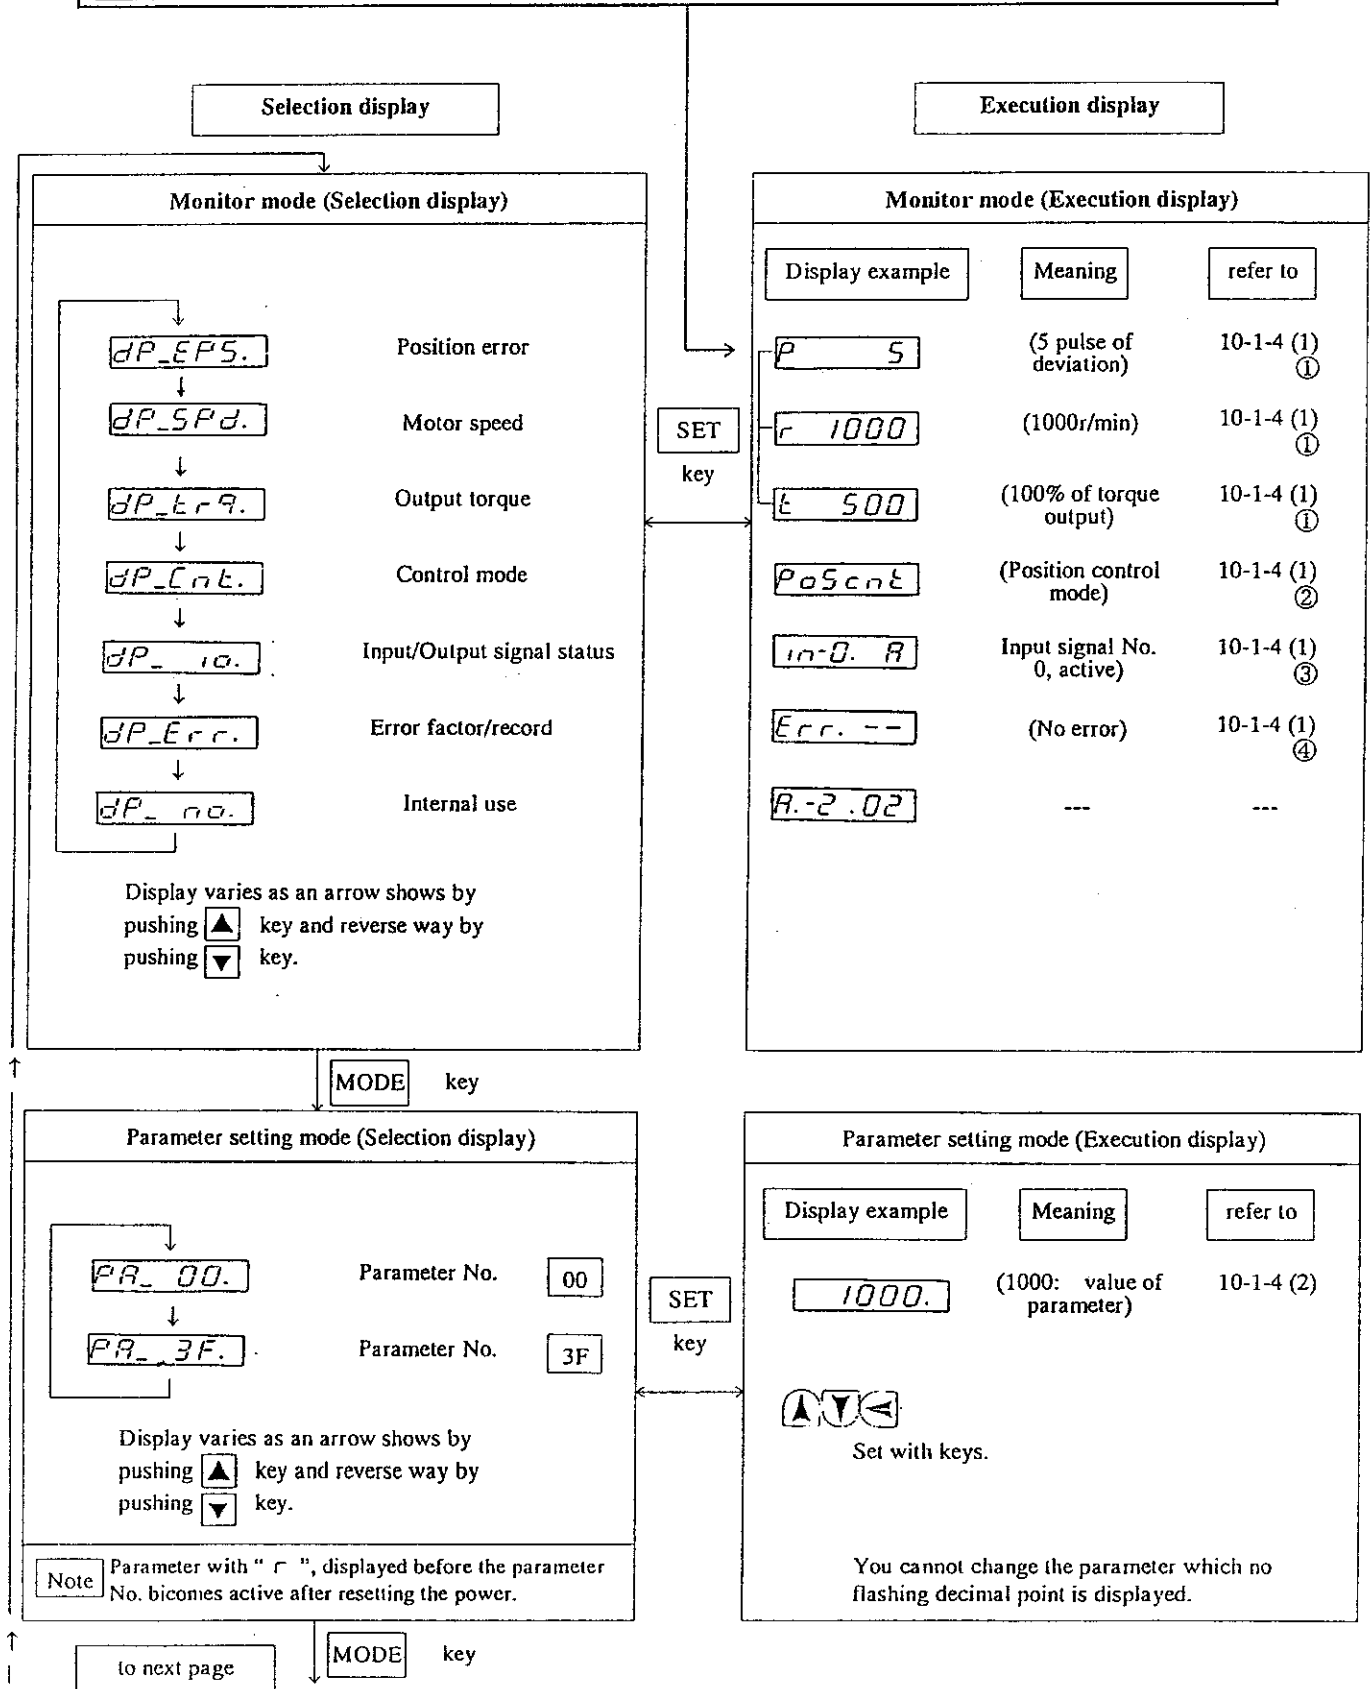 Selection display
Execution display
Monitor mode (Selection display)
dP_EPS. Position error
dP_SPd. Motor speed
dP_trq. Output torque
dP_Cnt. Control mode
dP_ io. Input/Output signal status
dP_Err. Error factor/record
dP_ no. Internal use
Display varies as an arrow shows by
pushing ▲ key and reverse way by
pushing ▼ key.
SET
key
Monitor mode (Execution display)
Display example Meaning refer to
P 5 (5 pulse of
deviation) 10-1-4 (1)
①
r 1000 (1000r/min) 10-1-4 (1)
①
t 500 (100% of torque
output) 10-1-4 (1)
①
PoScnt (Position control
mode) 10-1-4 (1)
②
in-0. A Input signal No.
0, active) 10-1-4 (1)
③
Err. -- (No error) 10-1-4 (1)
④
A.-2 .02 --- ---
MODE key
Parameter setting mode (Selection display)
PA_ 00. Parameter No. 00
PA_ 3F. Parameter No. 3F
Display varies as an arrow shows by
pushing ▲ key and reverse way by
pushing ▼ key.
Note Parameter with " r ", displayed before the parameter
No. bicomes active after resetting the power.
SET
key
Parameter setting mode (Execution display)
Display example Meaning refer to
1000. (1000: value of
parameter) 10-1-4 (2)
Set with keys.
You cannot change the parameter which no
flashing decimal point is displayed.
to next page
MODE key